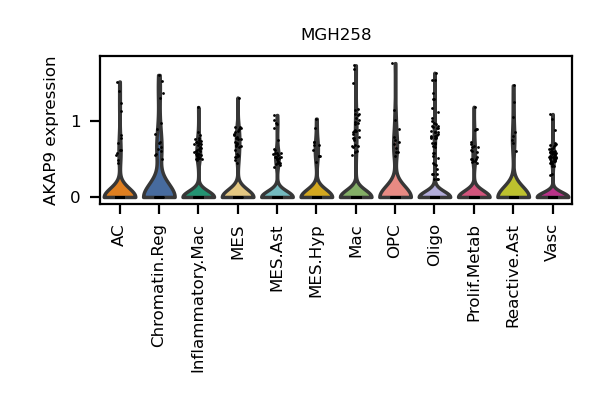 MGH258
AKAP9 expression
1
0
AC
Chromatin.Reg
Inflammatory.Mac
MES
MES.Ast
MES.Hyp
Mac
OPC
Oligo
Prolif.Metab
Reactive.Ast
Vasc